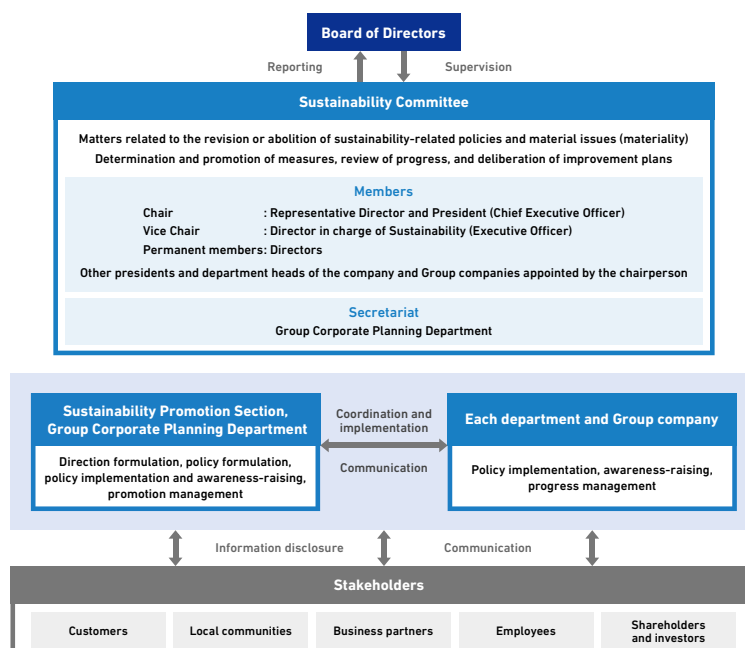 Board of Directors
Reporting
Supervision
Sustainability Committee
Matters related to the revision or abolition of sustainability-related policies and material issues (materiality)
Determination and promotion of measures, review of progress, and deliberation of improvement plans
Members
Chair : Representative Director and President (Chief Executive Officer)
Vice Chair : Director in charge of Sustainability (Executive Officer)
Permanent members: Directors
Other presidents and department heads of the company and Group companies appointed by the chairperson
Secretariat
Group Corporate Planning Department
Sustainability Promotion Section,
Group Corporate Planning Department
Direction formulation, policy formulation,
policy implementation and awareness-raising,
promotion management
Coordination and
implementation
Communication
Each department and Group company
Policy implementation, awareness-raising,
progress management
Information disclosure
Communication
Stakeholders
Customers
Local communities
Business partners
Employees
Shareholders
and investors